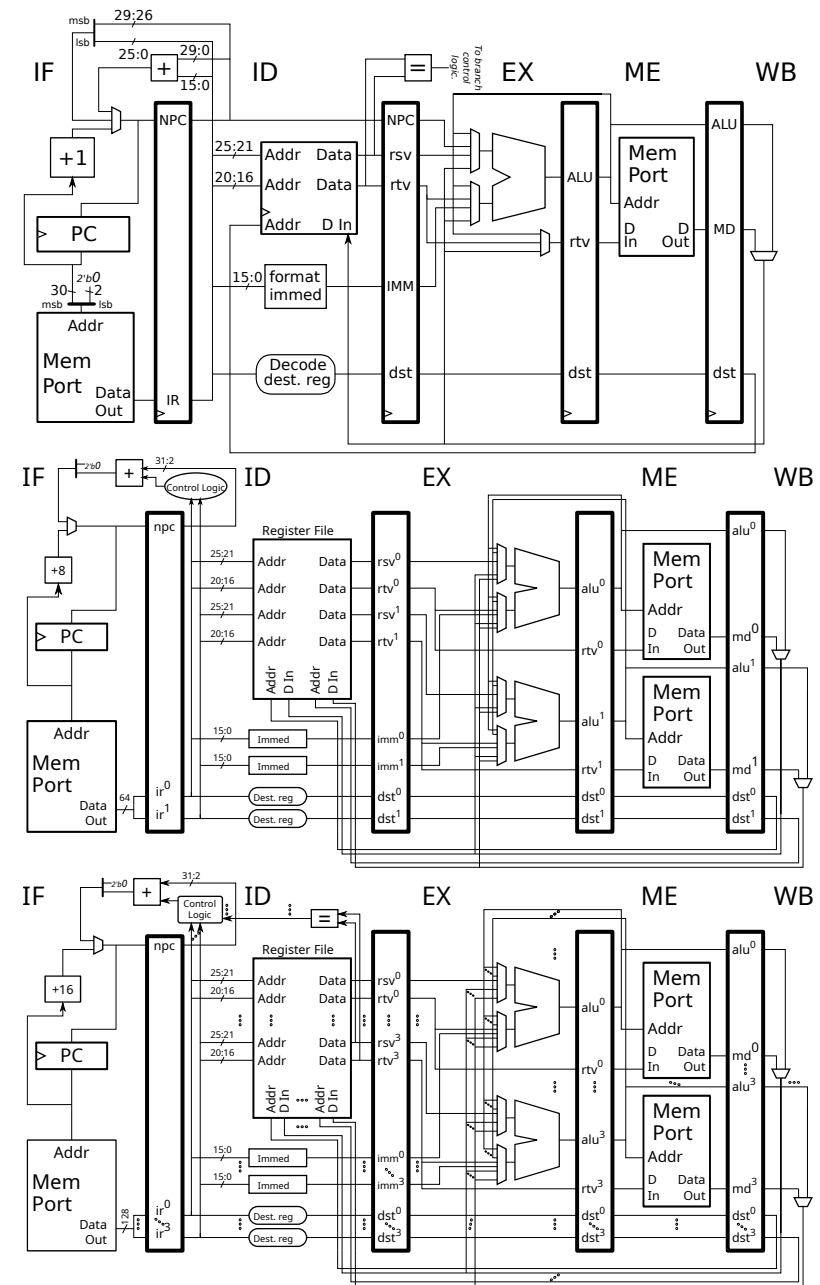 29:26
msb
lsb
25:0
29:0
15:0
+
=
To branch
control
logic.
IF
ID
EX
ME
WB
NPC
NPC
ALU
+1
25:21
Addr
Data
rsv
20:16
Addr
Data
rtv
Addr
D In
ALU
rtv
Mem
Port
Addr
D
In
D
Out
MD
PC
2'b0
30
2
msb
lsb
15:0
format
immed
IMM
Addr
Mem
Port
Data
Out
IR
Decode
dest. reg
dst
dst
dst
IF
ID
EX
ME
WB
2'b0
+
31:2
Control Logic
npc
Register File
+8
PC
25:21
Addr
Data
rsv0
20:16
Addr
Data
rtv0
25:21
Addr
Data
rsv1
20:16
Addr
Data
rtv1
Addr
D In
Addr
D In
alu0
rtv0
alu1
rtv1
Mem
Port
Addr
D
In
Data
Out
Mem
Port
Addr
D
In
Data
Out
alu0
md0
alu1
md1
Addr
Mem
Port
Data
Out
64
ir0
ir1
15:0
Immed
imm0
15:0
Immed
imm1
Dest. reg
dst0
dst0
dst0
Dest. reg
dst1
dst1
dst1
IF
ID
EX
ME
WB
2'b0
+
31:2
Control
Logic
=
npc
Register File
+16
PC
25:21
Addr
Data
rsv0
20:16
Addr
Data
rtv0
25:21
Addr
Data
rsv3
20:16
Addr
Data
rtv3
Addr
D In
Addr
D In
alu0
rtv0
alu3
rtv3
Mem
Port
Addr
D
In
Data
Out
Mem
Port
Addr
D
In
Data
Out
alu0
md0
alu3
md3
Addr
Mem
Port
Data
Out
128
ir0
ir3
15:0
Immed
imm0
15:0
Immed
imm3
Dest. reg
dst0
dst0
dst0
Dest. reg
dst3
dst3
dst3